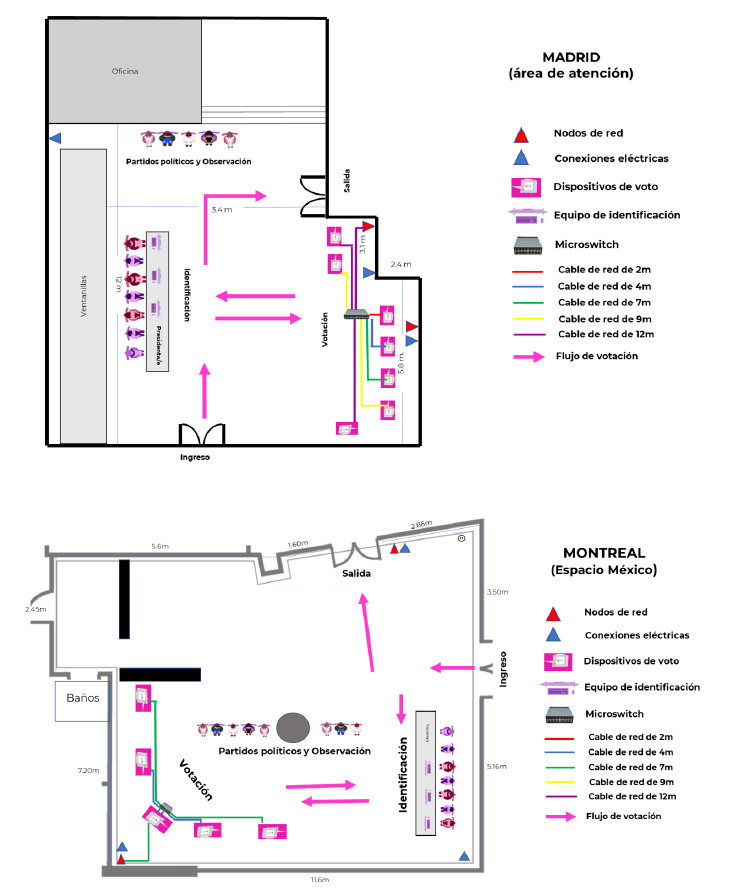 MADRID
(área de atención)
Oficina
Partidos políticos y Observación
Salida
3.4 m
3.1 m
2.4 m
Ventanillas
12 m
Identificación
Presidenta/e
Votación
5.8 m.
Ingreso
Nodos de red
Conexiones eléctricas
Dispositivos de voto
Equipo de identificación
Microswitch
Cable de red de 2m
Cable de red de 4m
Cable de red de 7m
Cable de red de 9m
Cable de red de 12m
Flujo de votación
MONTREAL
(Espacio México)
5.6m
1.60m
2.86m
Salida
2.45m
3.50m
Ingreso
Baños
Partidos políticos y Observación
Votación
Identificación
7.20m
5.16m
11.6m
Nodos de red
Conexiones eléctricas
Dispositivos de voto
Equipo de identificación
Microswitch
Cable de red de 2m
Cable de red de 4m
Cable de red de 7m
Cable de red de 9m
Cable de red de 12m
Flujo de votación